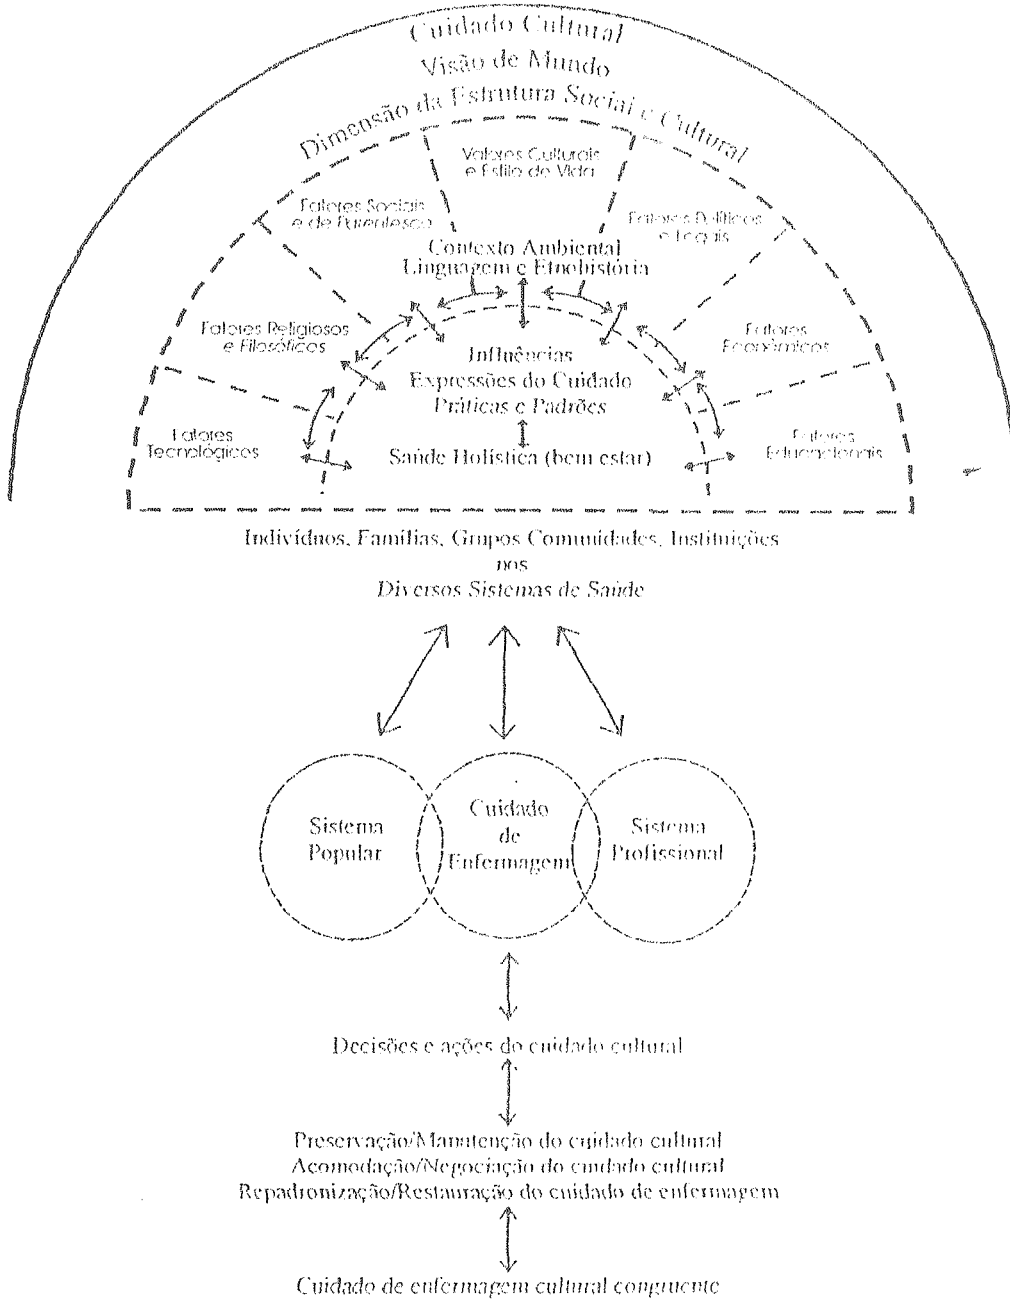 Cuidado Cultural
Visão de Mundo
Dimensão da Estrutura Social e Cultural
Valores Culturais
e Estilo de Vida
Fatores Sociais
e de Parentesco
Fatores Políticos
e Legais
Contexto Ambiental
Linguagem e Etnohistória
Fatores Religiosos
e Filosóficos
Fatores
Econômicos
Influências
Expressões do Cuidado
Práticas e Padrões
Fatores
Tecnológicos
Saúde Holística (bem estar)
Fatores
Educacionais
Indivíduos, Famílias, Grupos Comunidades, Instituições
nos
Diversos Sistemas de Saúde
Sistema
Popular
Cuidado
de
Enfermagem
Sistema
Profissional
Decisões e ações do cuidado cultural
Preservação/Manutenção do cuidado cultural
Acomodação/Negociação do cuidado cultural
Repadronização/Restauração do cuidado de enfermagem
Cuidado de enfermagem cultural congruente